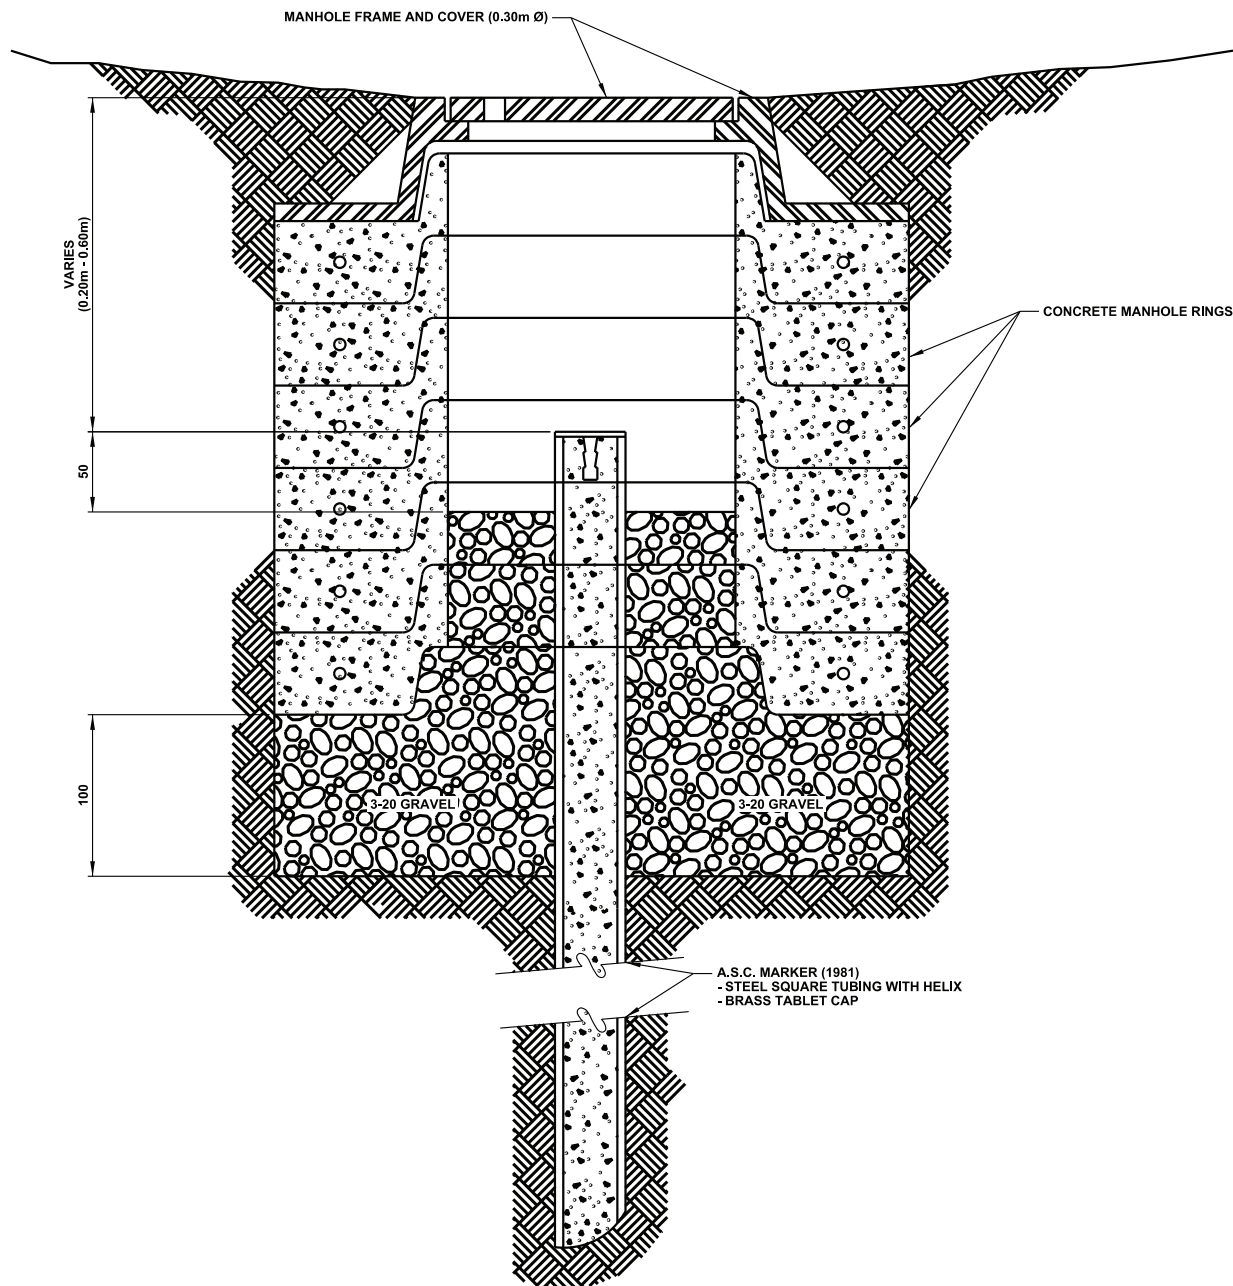 MANHOLE FRAME AND COVER (0.30m Ø)
VARIES
(0.20m - 0.60m)
CONCRETE MANHOLE RINGS
50
100
3-20 GRAVEL
3-20 GRAVEL
A.S.C. MARKER (1981)
- STEEL SQUARE TUBING WITH HELIX
- BRASS TABLET CAP